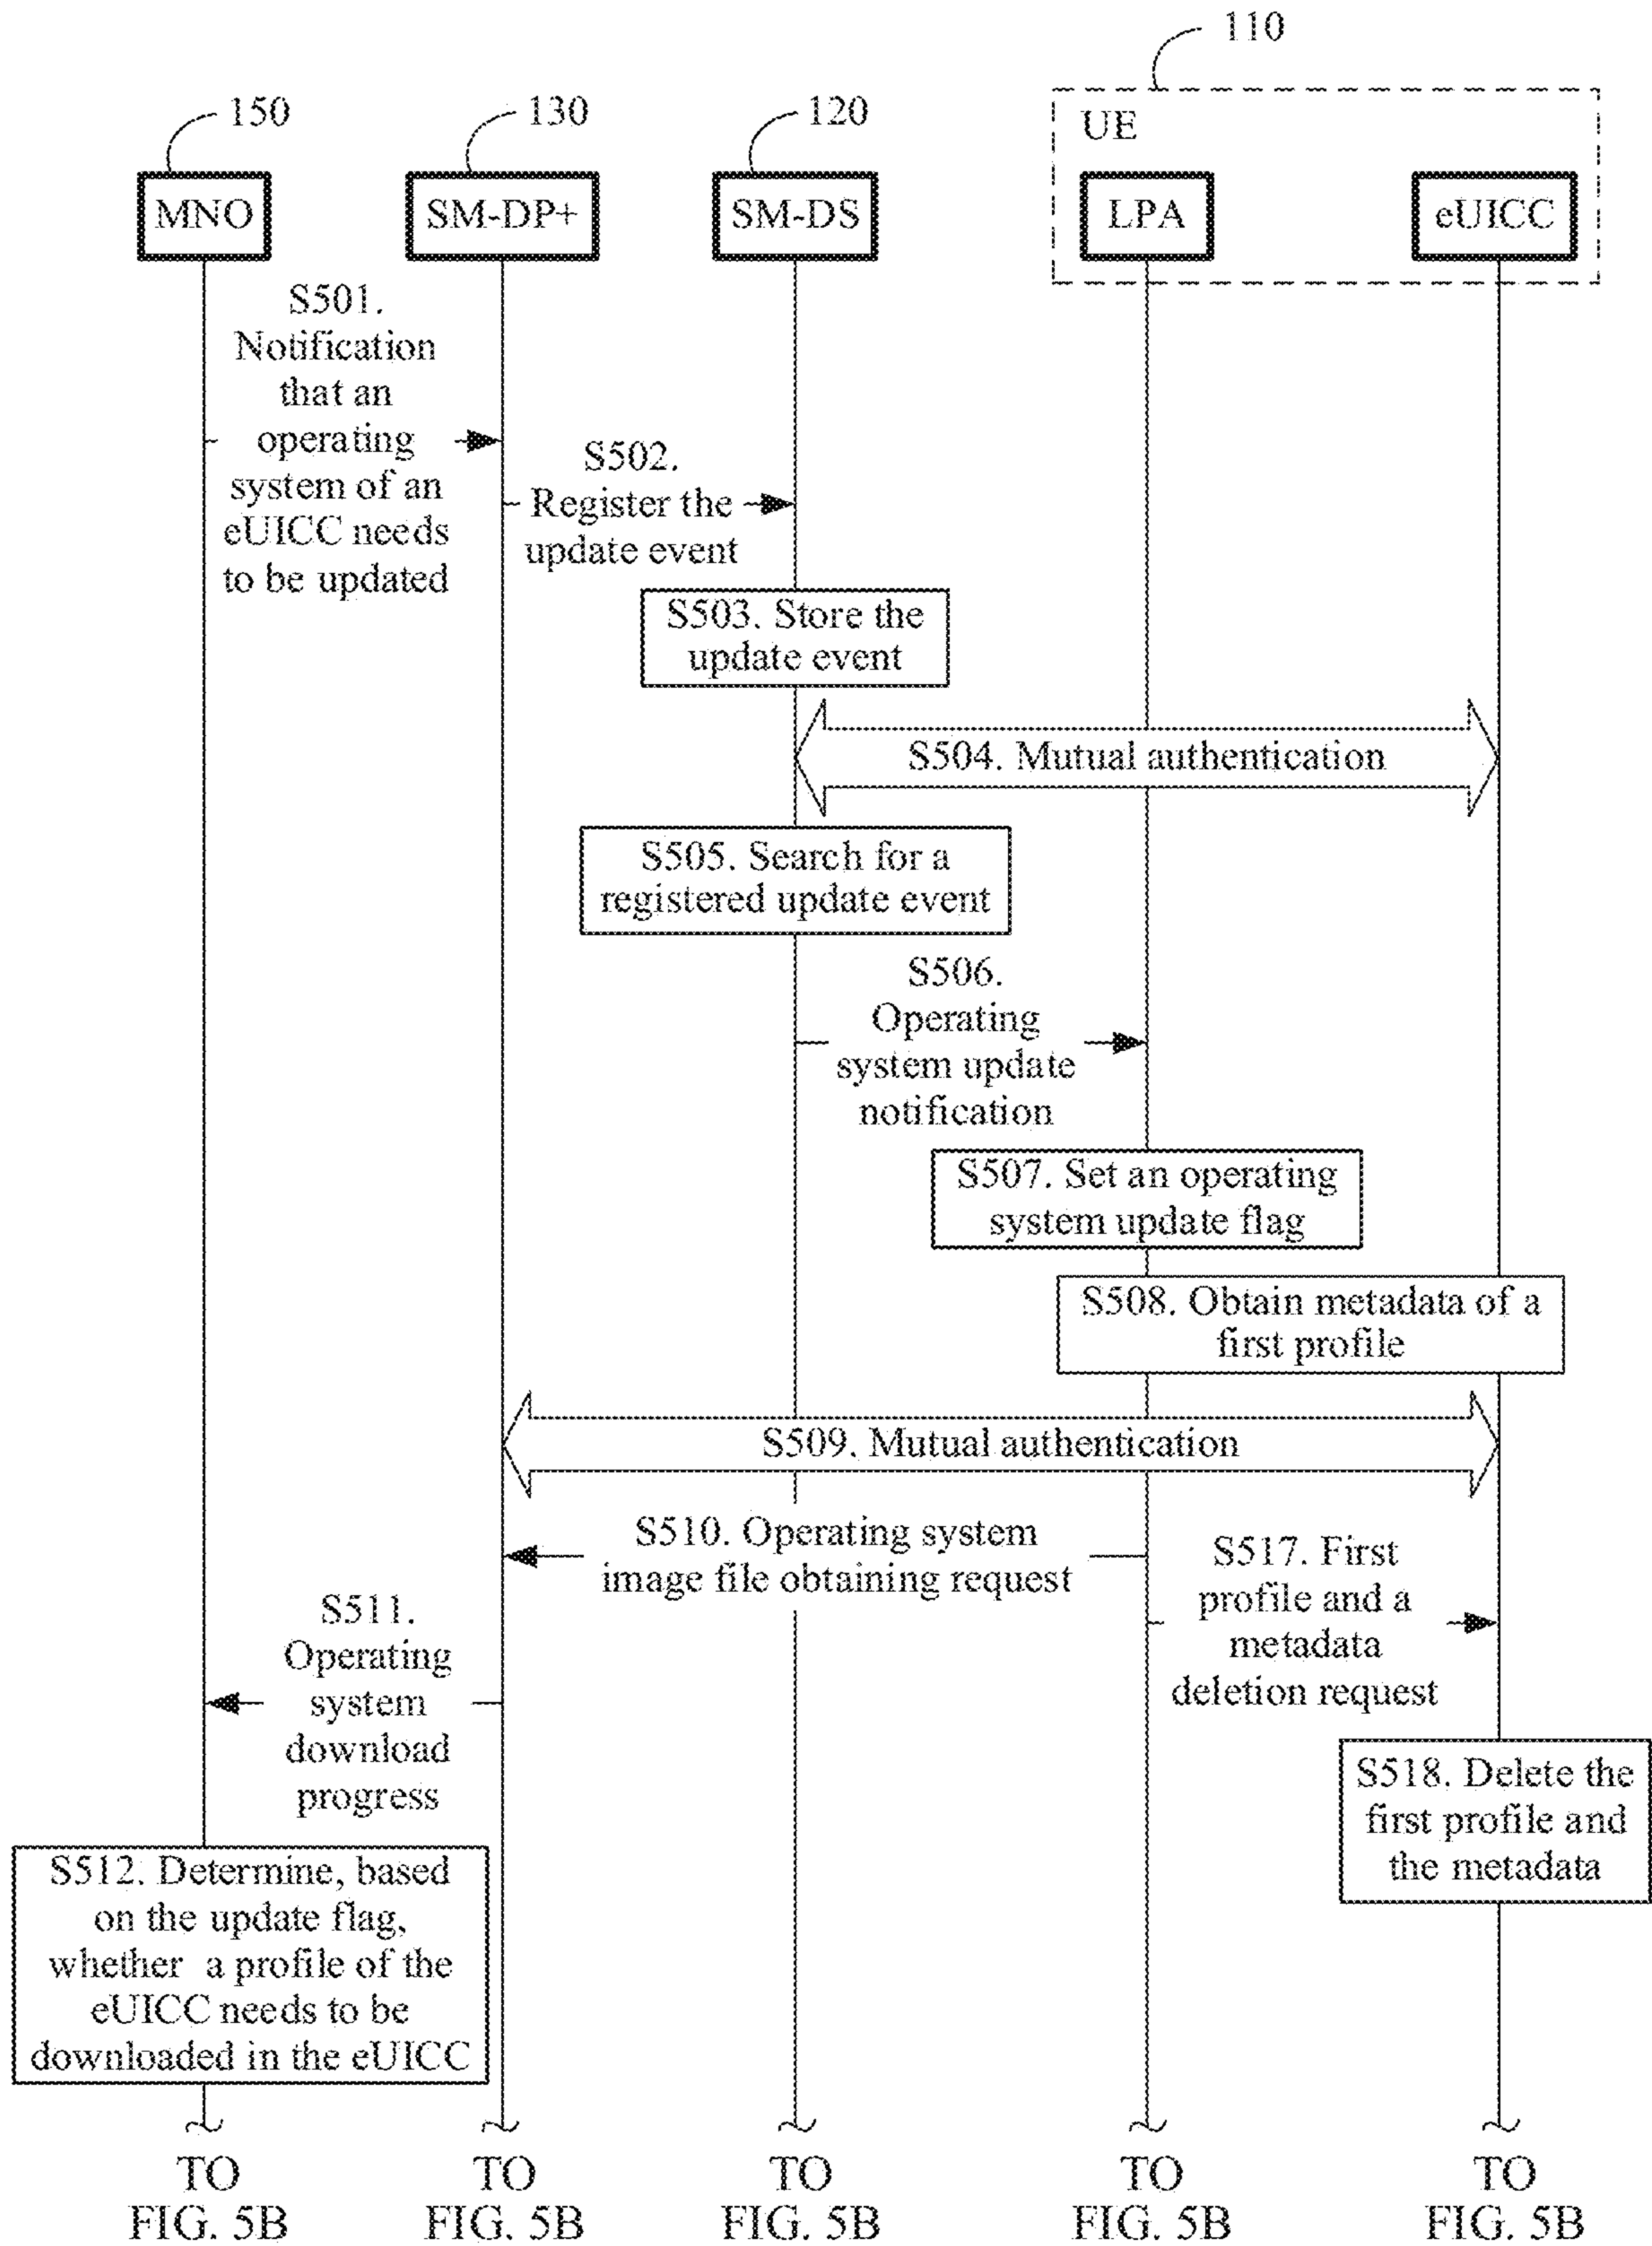 110
150
130
120
UE
MNO
SM-DP+
SM-DS
LPA
eUICC
S501.
Notification
that an
operating
system of an
eUICC needs
to be updated
S502.
Register the
update event
S503. Store the
update event
S504. Mutual authentication
S505. Search for a
registered update event
S506.
Operating
system update
notification
S507. Set an operating
system update flag
S508. Obtain metadata of a
first profile
S509. Mutual authentication
S510. Operating system
image file obtaining request
S517. First
profile and a
metadata
deletion request
S511.
Operating
system
download
progress
S518. Delete the
first profile and
the metadata
S512. Determine, based
on the update flag,
whether a profile of the
eUICC needs to be
downloaded in the eUICC
TO
FIG. 5B
TO
FIG. 5B
TO
FIG. 5B
TO
FIG. 5B
TO
FIG. 5B